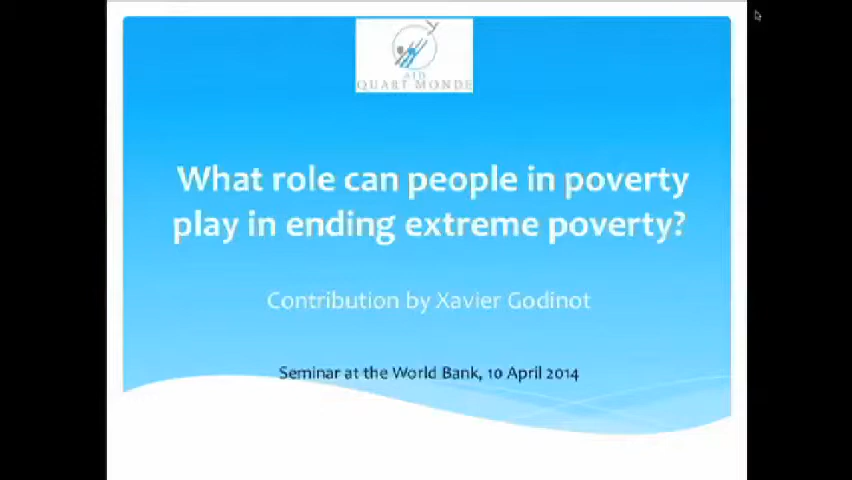 ATD
QUART MONDE
What role can people in poverty
play in ending extreme poverty?
Contribution by Xavier Godinot
Seminar at the World Bank, 10 April 2014